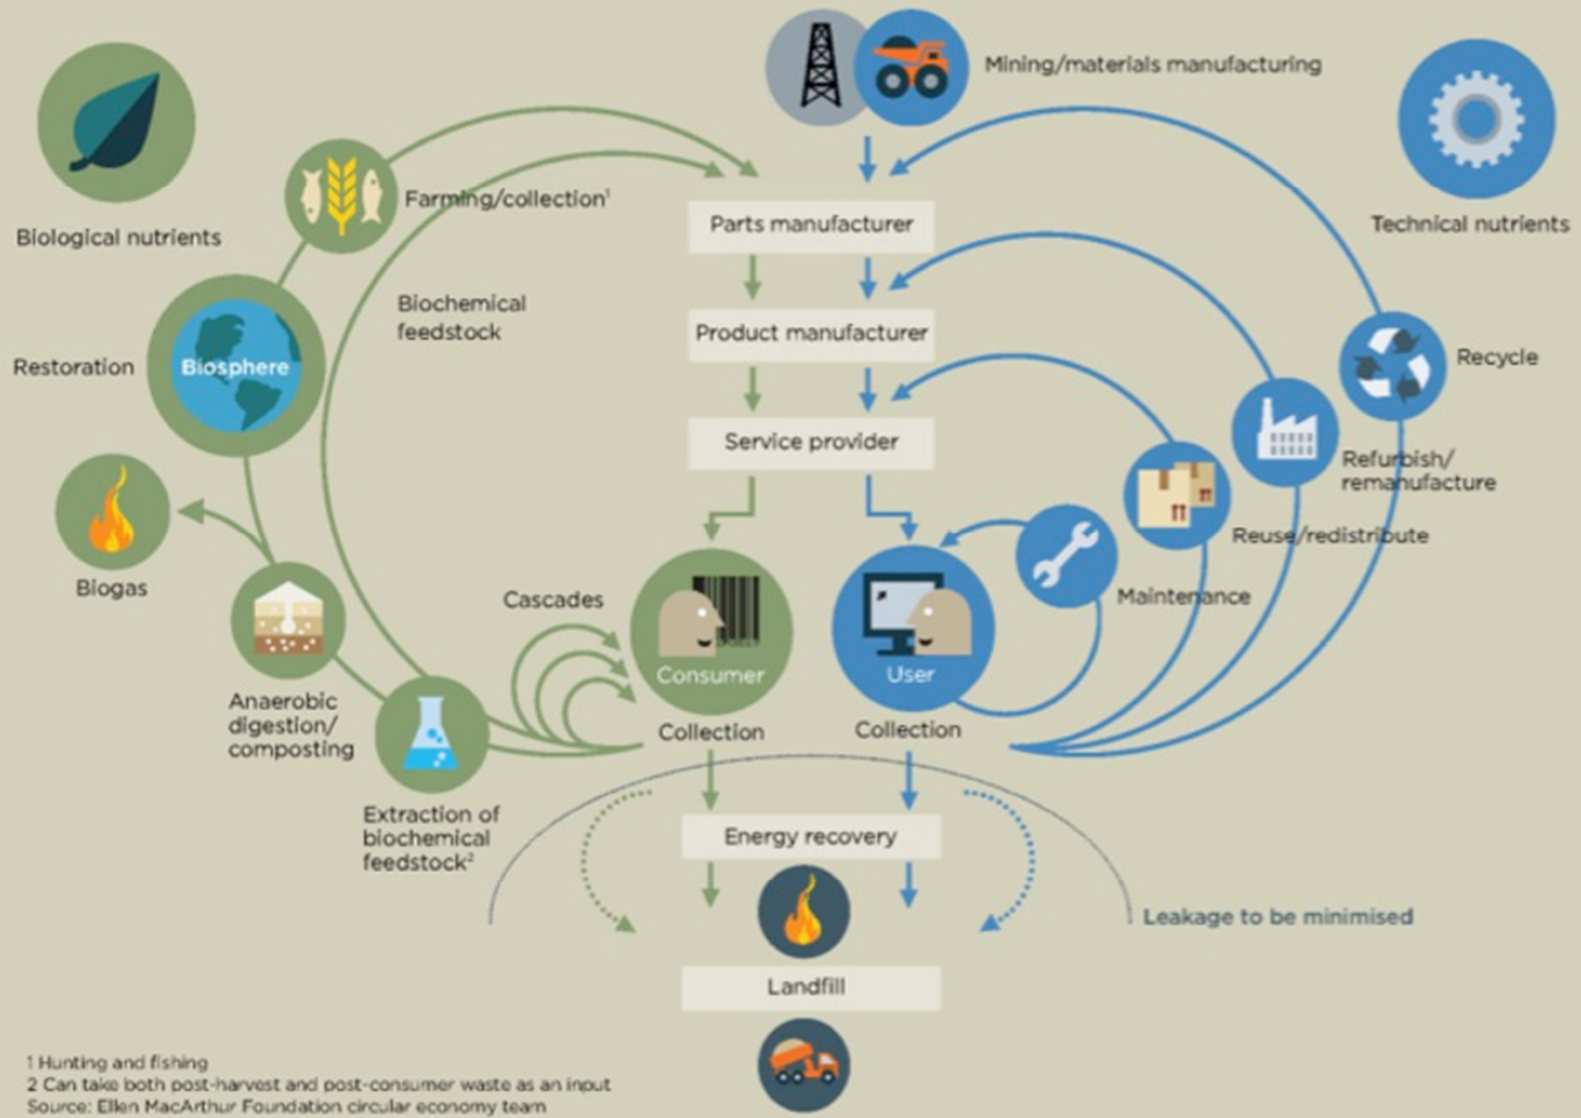 Mining/materials manufacturing
Biological nutrients
Technical nutrients
Farming/collection¹
Parts manufacturer
Biochemical
feedstock
Product manufacturer
Restoration
Biosphere
Recycle
Service provider
Refurbish/
remanufacture
Reuse/redistribute
Biogas
Cascades
Maintenance
Consumer
User
Collection
Collection
Anaerobic
digestion/
composting
Extraction of
biochemical
feedstock²
Energy recovery
Leakage to be minimised
Landfill
1 Hunting and fishing
2 Can take both post-harvest and post-consumer waste as an input
Source: Ellen MacArthur Foundation circular economy team